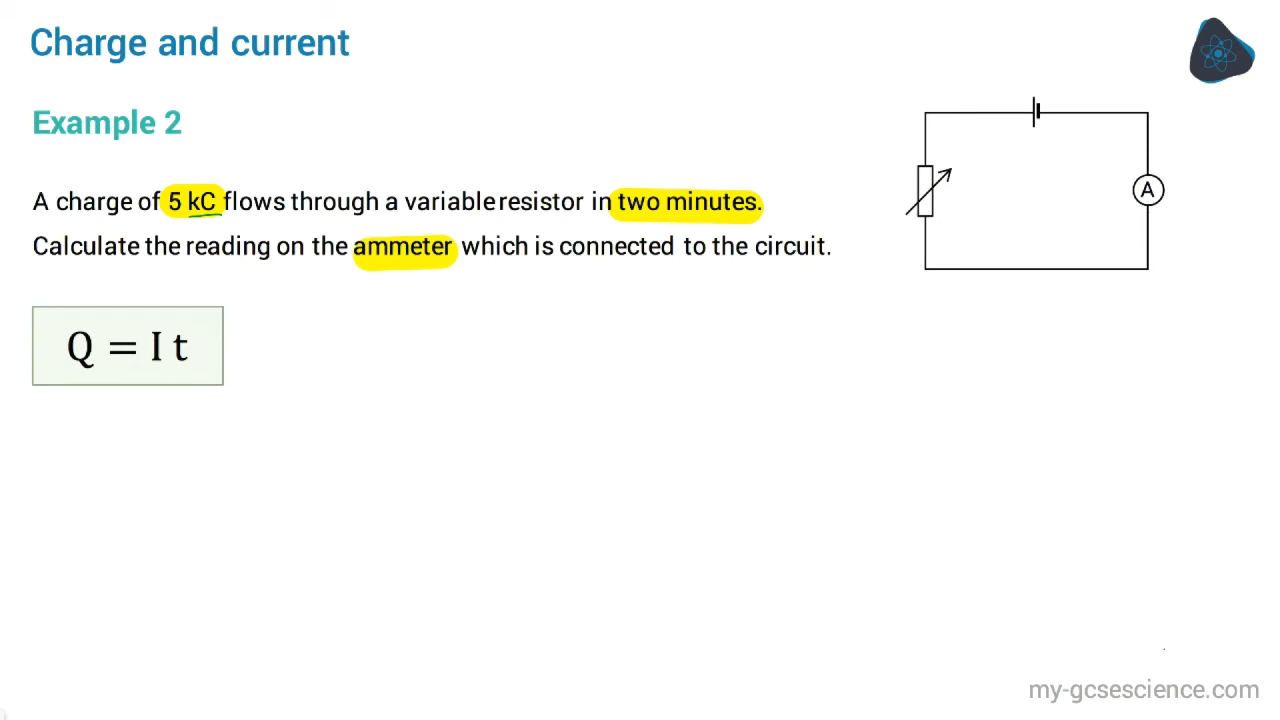 Charge and current
Example 2
A charge of 5 kC flows through a variable resistor in two minutes.
Calculate the reading on the ammeter which is connected to the circuit.
A
Q = I t
my-gcsescience.com